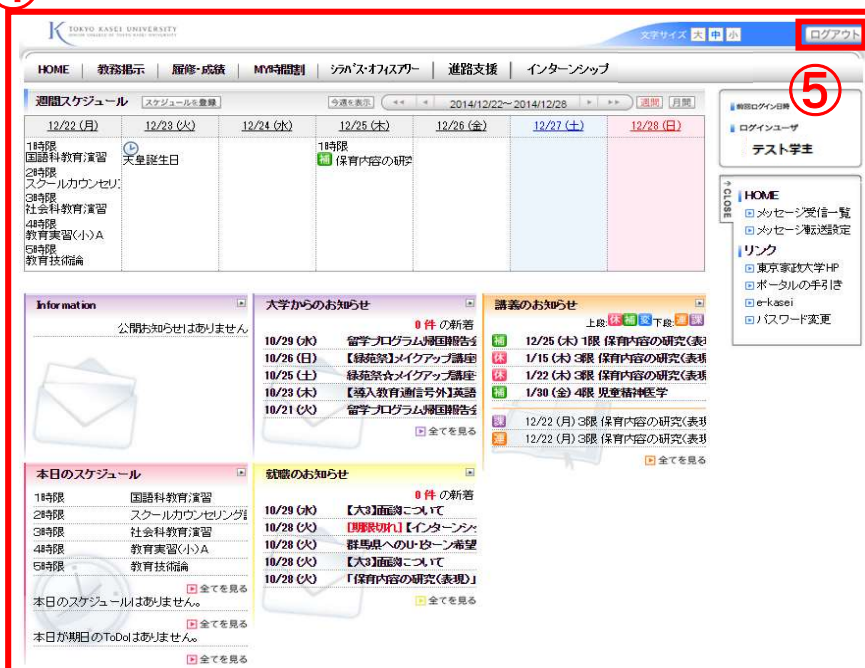 TOKYO KASEI UNIVERSITY
文字サイズ 大 中 小
ログアウト
HOME 教務掲示 履修・成績 MY時間割 シラバス・オフィスアワー 進路支援 インターンシップ
⑤
週間スケジュール スケジュールを登録 今週を表示 2014/12/22～2014/12/28 週間 月間
12/22 (月) 12/23 (火) 12/24 (水) 12/25 (木) 12/26 (金) 12/27 (土) 12/28 (日)
1時限
国語科教育演習
2時限
スクールカウンセリン
3時限
社会科教育演習
4時限
教育実習(小)A
5時限
教育技術論
天皇誕生日
1時限
補 保育内容の研究
前回ログイン日時
ログインユーザ
テスト学主
CLOSE
HOME
メッセージ受信一覧
メッセージ転送設定
リンク
東京家政大学HP
ポータルの手引き
e-kasei
パスワード変更
Information
公開お知らせはありません
大学からのお知らせ
0 件 の新着
10/29 (水) 留学プログラム帰国報告会
10/26 (日) 【緑苑祭】メイクアップ講座
10/25 (土) 緑苑祭☆メイクアップ講座
10/23 (木) 【導入教育通信号外】英語
10/21 (火) 留学プログラム帰国報告会
全てを見る
講義のお知らせ
上段:休 補 変 下段:連 課
補 12/25 (木) 1限 保育内容の研究(表現
休 1/15 (木) 3限 保育内容の研究(表現
休 1/22 (木) 3限 保育内容の研究(表現
補 1/30 (金) 4限 児童精神医学
課 12/22 (月) 3限 保育内容の研究(表現
連 12/22 (月) 3限 保育内容の研究(表現
全てを見る
本日のスケジュール
1時限 国語科教育演習
2時限 スクールカウンセリング
3時限 社会科教育演習
4時限 教育実習(小)A
5時限 教育技術論
全てを見る
本日のスケジュールはありません。
全てを見る
本日が期日のToDoはありません。
全てを見る
就職のお知らせ
0 件 の新着
10/29 (水) 【大3】面談について
10/28 (火) [期限切れ]【インターンシッ
10/28 (火) 群馬県へのU・Iターン希望
10/28 (火) 【大3】面談について
10/28 (火) 「保育内容の研究(表現)」
全てを見る